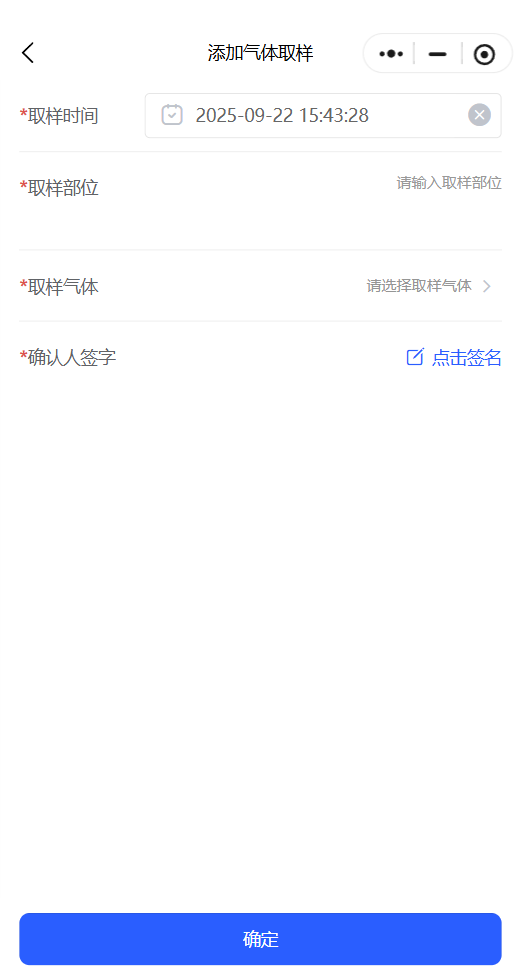 添加气体取样
*取样时间 2025-09-22 15:43:28
*取样部位 请输入取样部位
*取样气体 请选择取样气体
*确认人签字 点击签名
确定